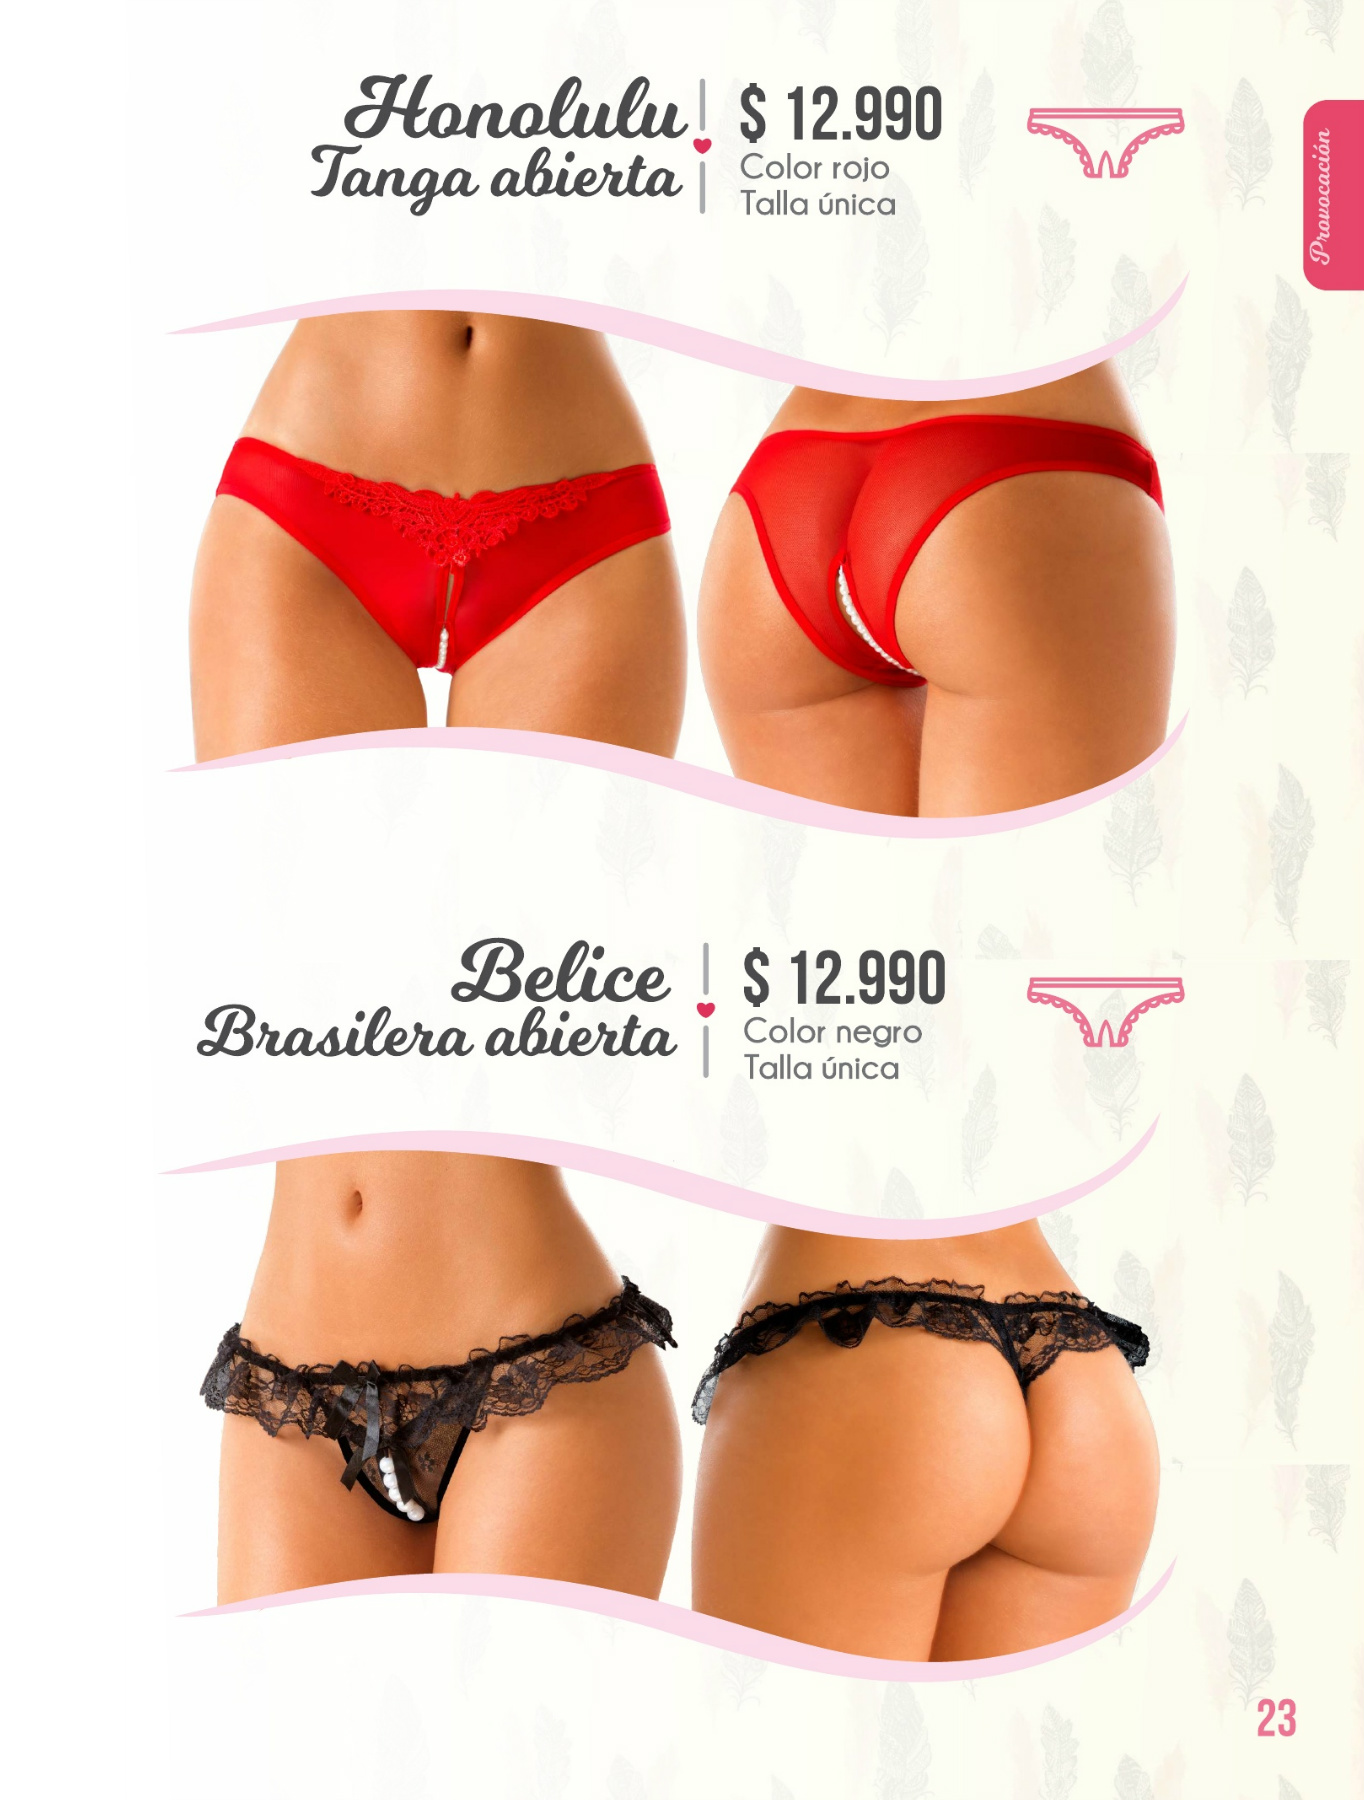 Honolulu
Tanga abierta
$ 12.990
Color rojo
Talla única
Provocación
Belice
Brasilera abierta
$ 12.990
Color negro
Talla única
23